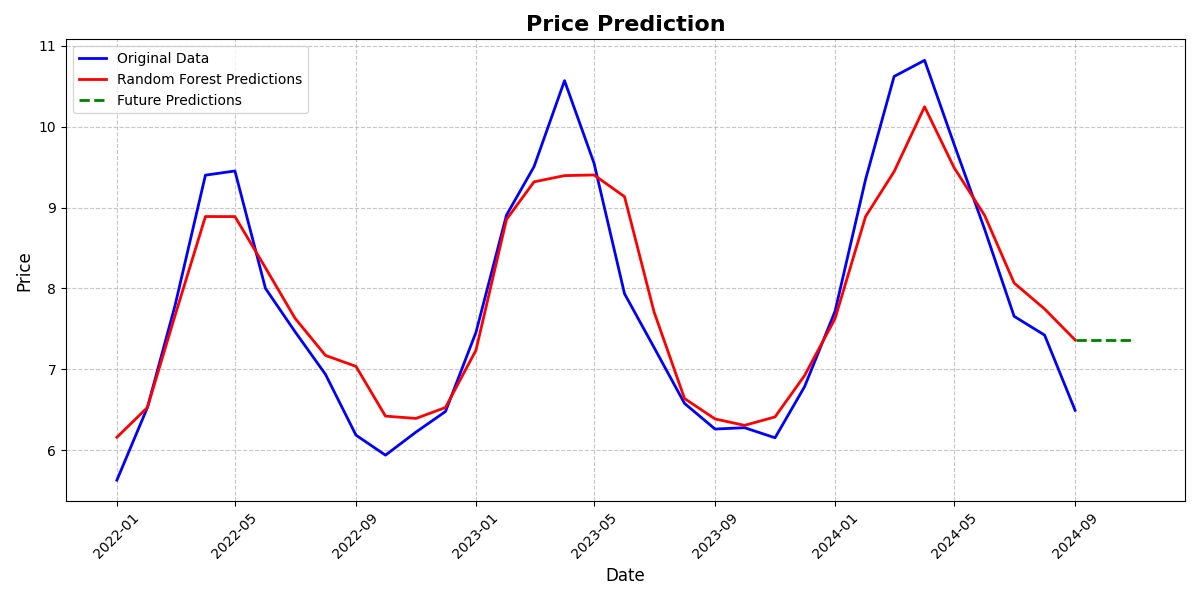 Price Prediction
Original Data
Random Forest Predictions
Future Predictions
Price
11
10
9
8
7
6
2022-01
2022-05
2022-09
2023-01
2023-05
2023-09
2024-01
2024-05
2024-09
Date